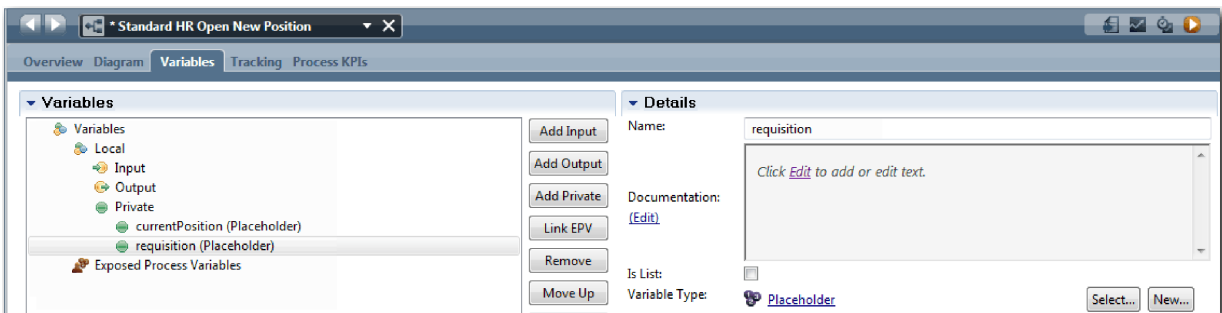 * Standard HR Open New Position
Overview Diagram Variables Tracking Process KPIs
Variables
Variables
Local
Input
Output
Private
currentPosition (Placeholder)
requisition (Placeholder)
Exposed Process Variables
Add Input
Add Output
Add Private
Link EPV
Remove
Move Up
Details
Name: requisition
Click Edit to add or edit text.
Documentation:
(Edit)
Is List:
Variable Type: Placeholder Select... New...